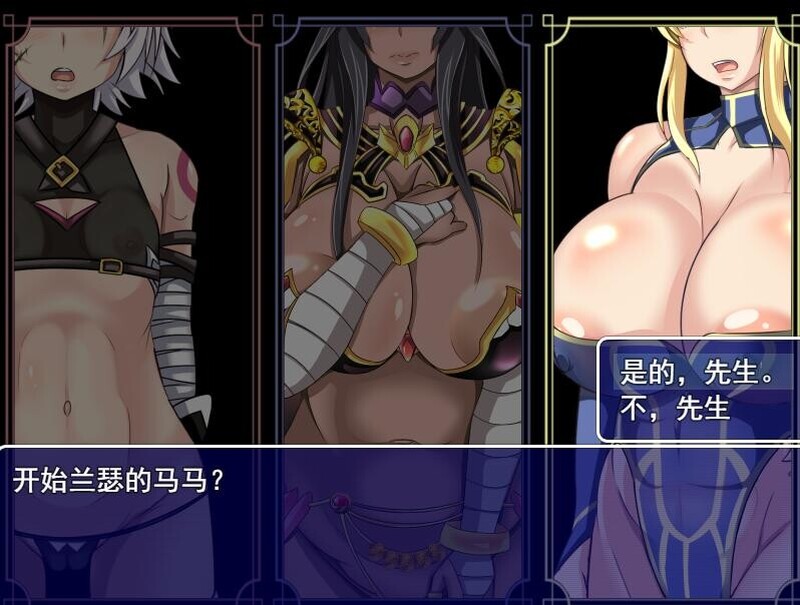 是的，先生。
不，先生
开始兰瑟的马马？